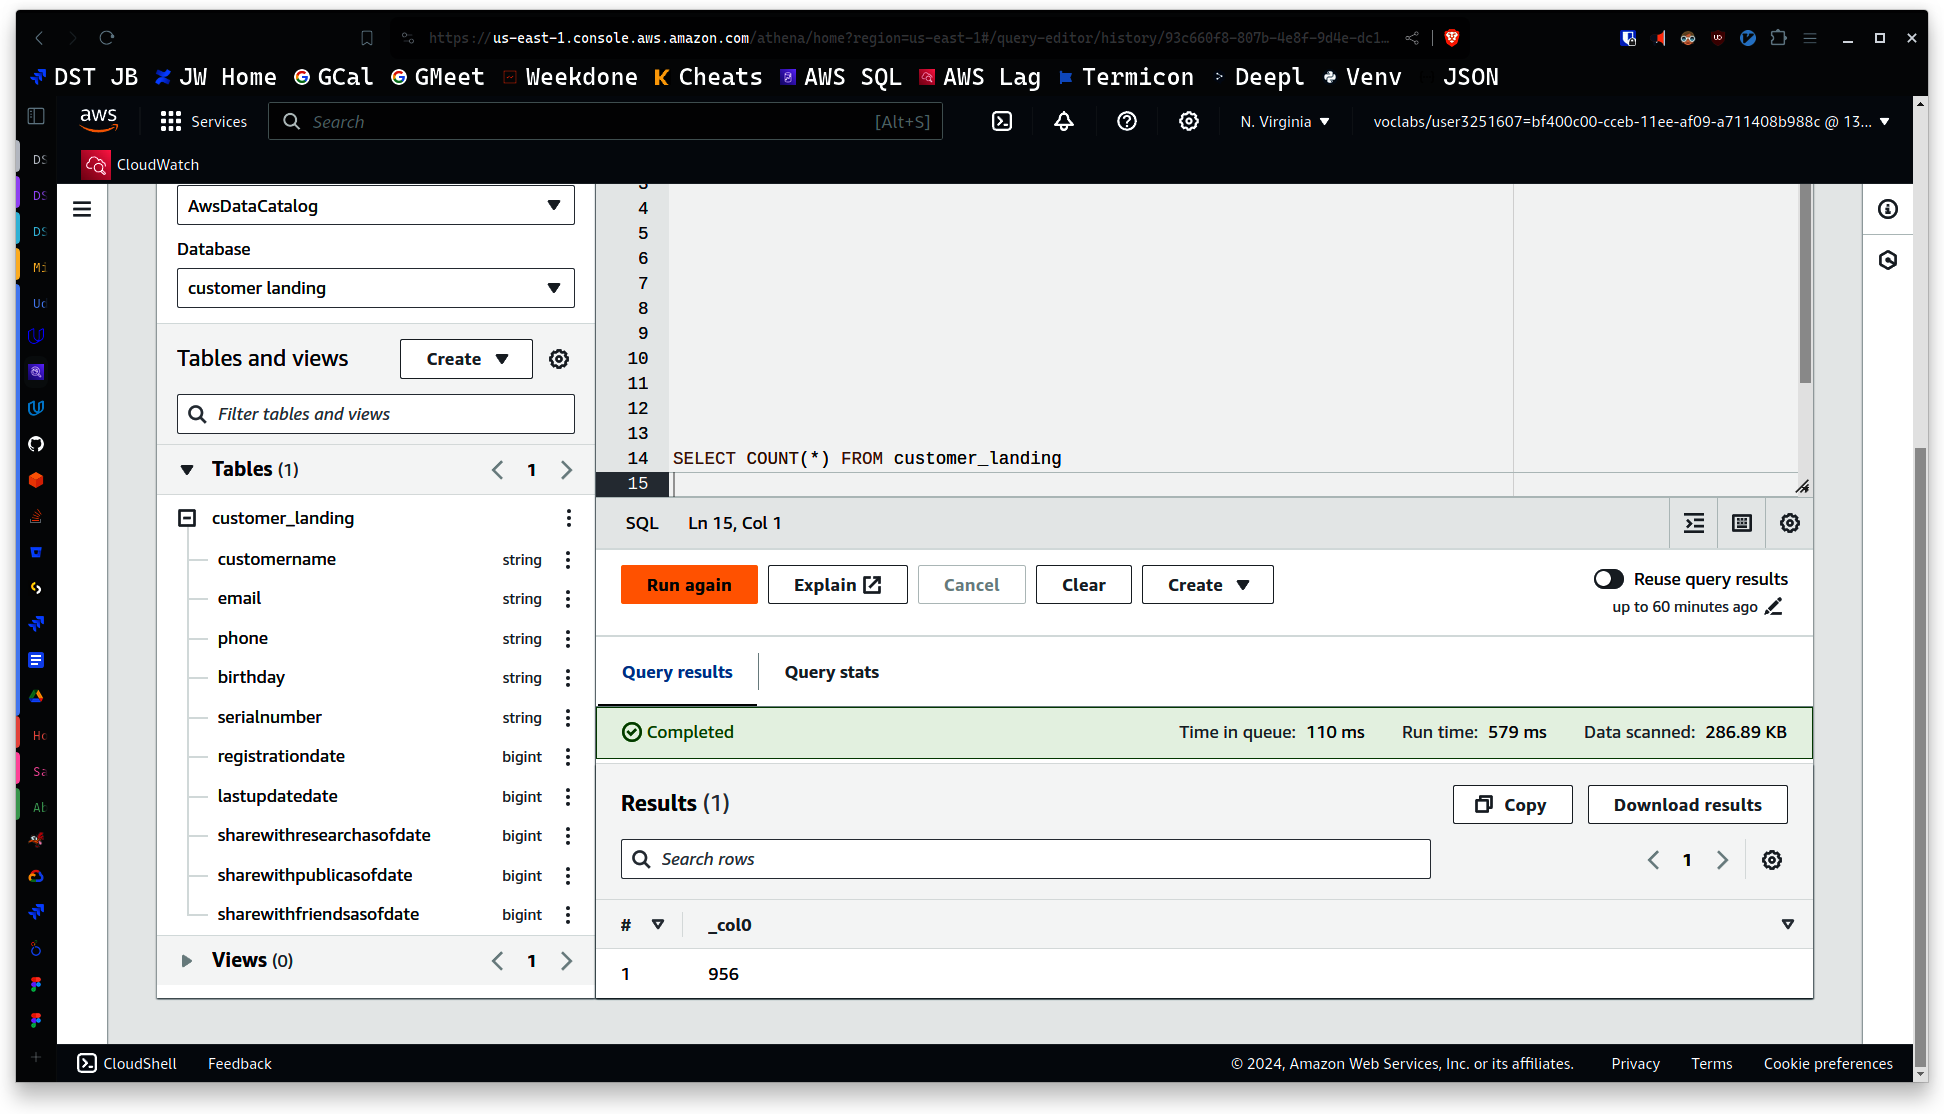 https://us-east-1.console.aws.amazon.com/athena/home?region=us-east-1#/query-editor/history/93c660f8-807b-4e8f-9d4e-dc1...
DST JB JW Home GCal GMeet Weekdone Cheats AWS SQL AWS Lag Termicon Deepl Venv JSON
aws Services Search [Alt+S] N. Virginia voclabs/user3251607=bf400c00-cceb-11ee-af09-a711408b988c @ 13...
CloudWatch
AwsDataCatalog
Database
customer landing
Tables and views Create
Filter tables and views
Tables (1) 1
customer_landing
customername string
email string
phone string
birthday string
serialnumber string
registrationdate bigint
lastupdatedate bigint
sharewithresearchasofdate bigint
sharewithpublicasofdate bigint
sharewithfriendsasofdate bigint
Views (0) 1
3
4
5
6
7
8
9
10
11
12
13
14 SELECT COUNT(*) FROM customer_landing
15
SQL Ln 15, Col 1
Run again Explain Cancel Clear Create
Reuse query results
up to 60 minutes ago
Query results Query stats
Completed Time in queue: 110 ms Run time: 579 ms Data scanned: 286.89 KB
Results (1) Copy Download results
Search rows 1
# _col0
1 956
CloudShell Feedback © 2024, Amazon Web Services, Inc. or its affiliates. Privacy Terms Cookie preferences